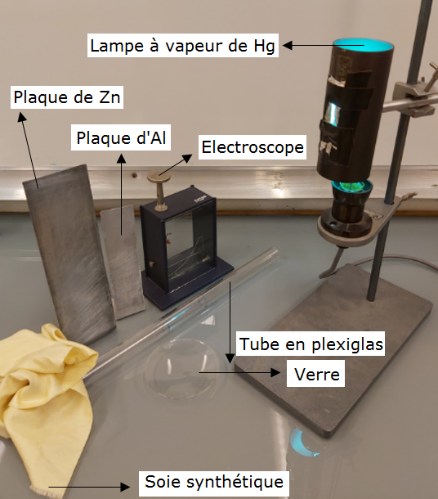 Lampe à vapeur de Hg
Plaque de Zn
Plaque d'Al
Electroscope
Tube en plexiglas
Verre
Soie synthétique